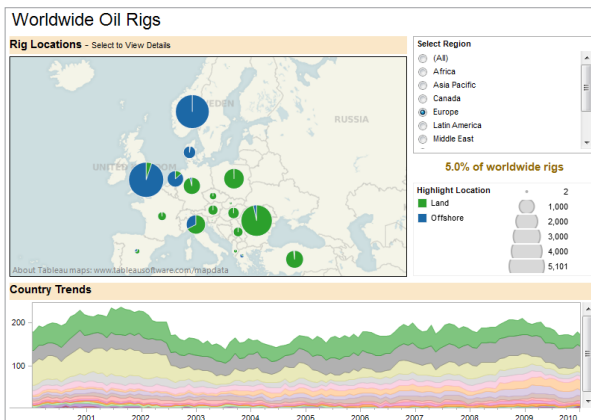 Worldwide Oil Rigs
Rig Locations - Select to View Details
SWEDEN
RUSSIA
UNITED KINGDOM
About Tableau maps: www.tableausoftware.com/mapdata
Select Region
(All)
Africa
Asia Pacific
Canada
Europe
Latin America
Middle East
5.0% of worldwide rigs
Highlight Location
Land
Offshore
2
1,000
2,000
3,000
4,000
5,101
Country Trends
200
100
2001 2002 2003 2004 2005 2006 2007 2008 2009 2010